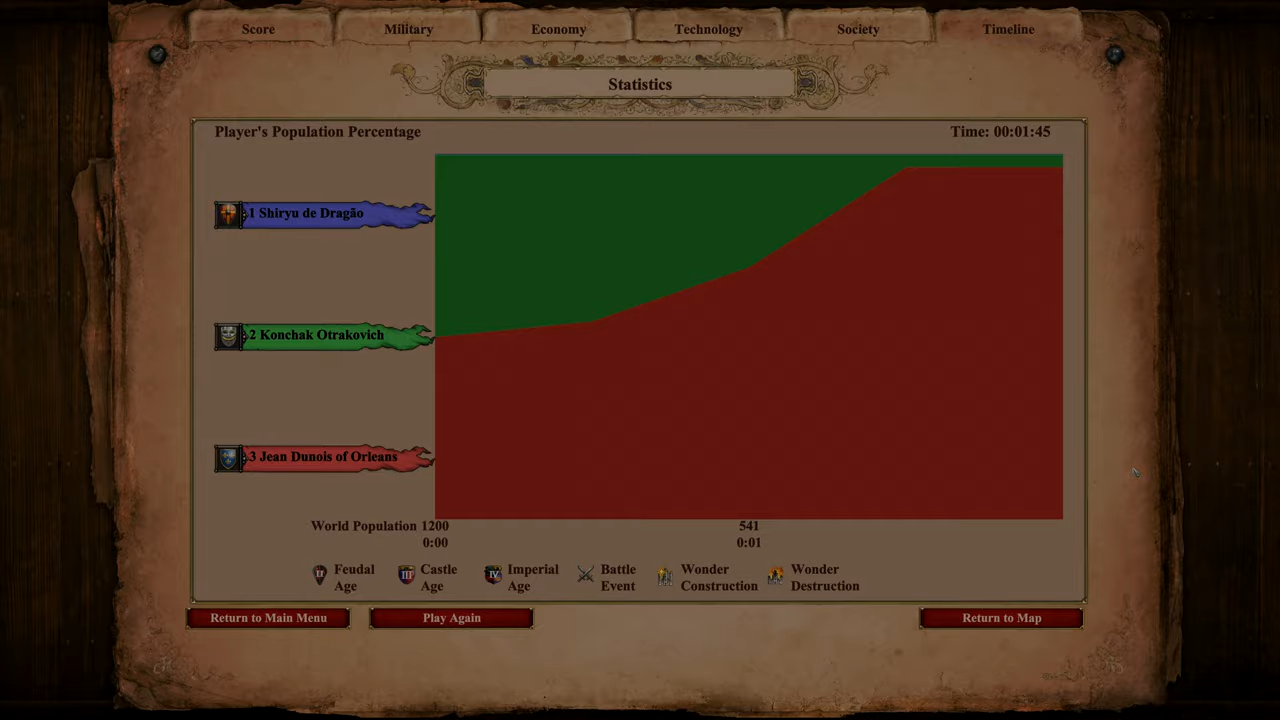 Score Military Economy Technology Society Timeline
Statistics
Player's Population Percentage Time: 00:01:45
1 Shiryu de Dragão
2 Konchak Otrakovich
3 Jean Dunois of Orleans
World Population 1200 541
0:00 0:01
Feudal Age
Castle Age
Imperial Age
Battle Event
Wonder Construction
Wonder Destruction
Return to Main Menu Play Again Return to Map